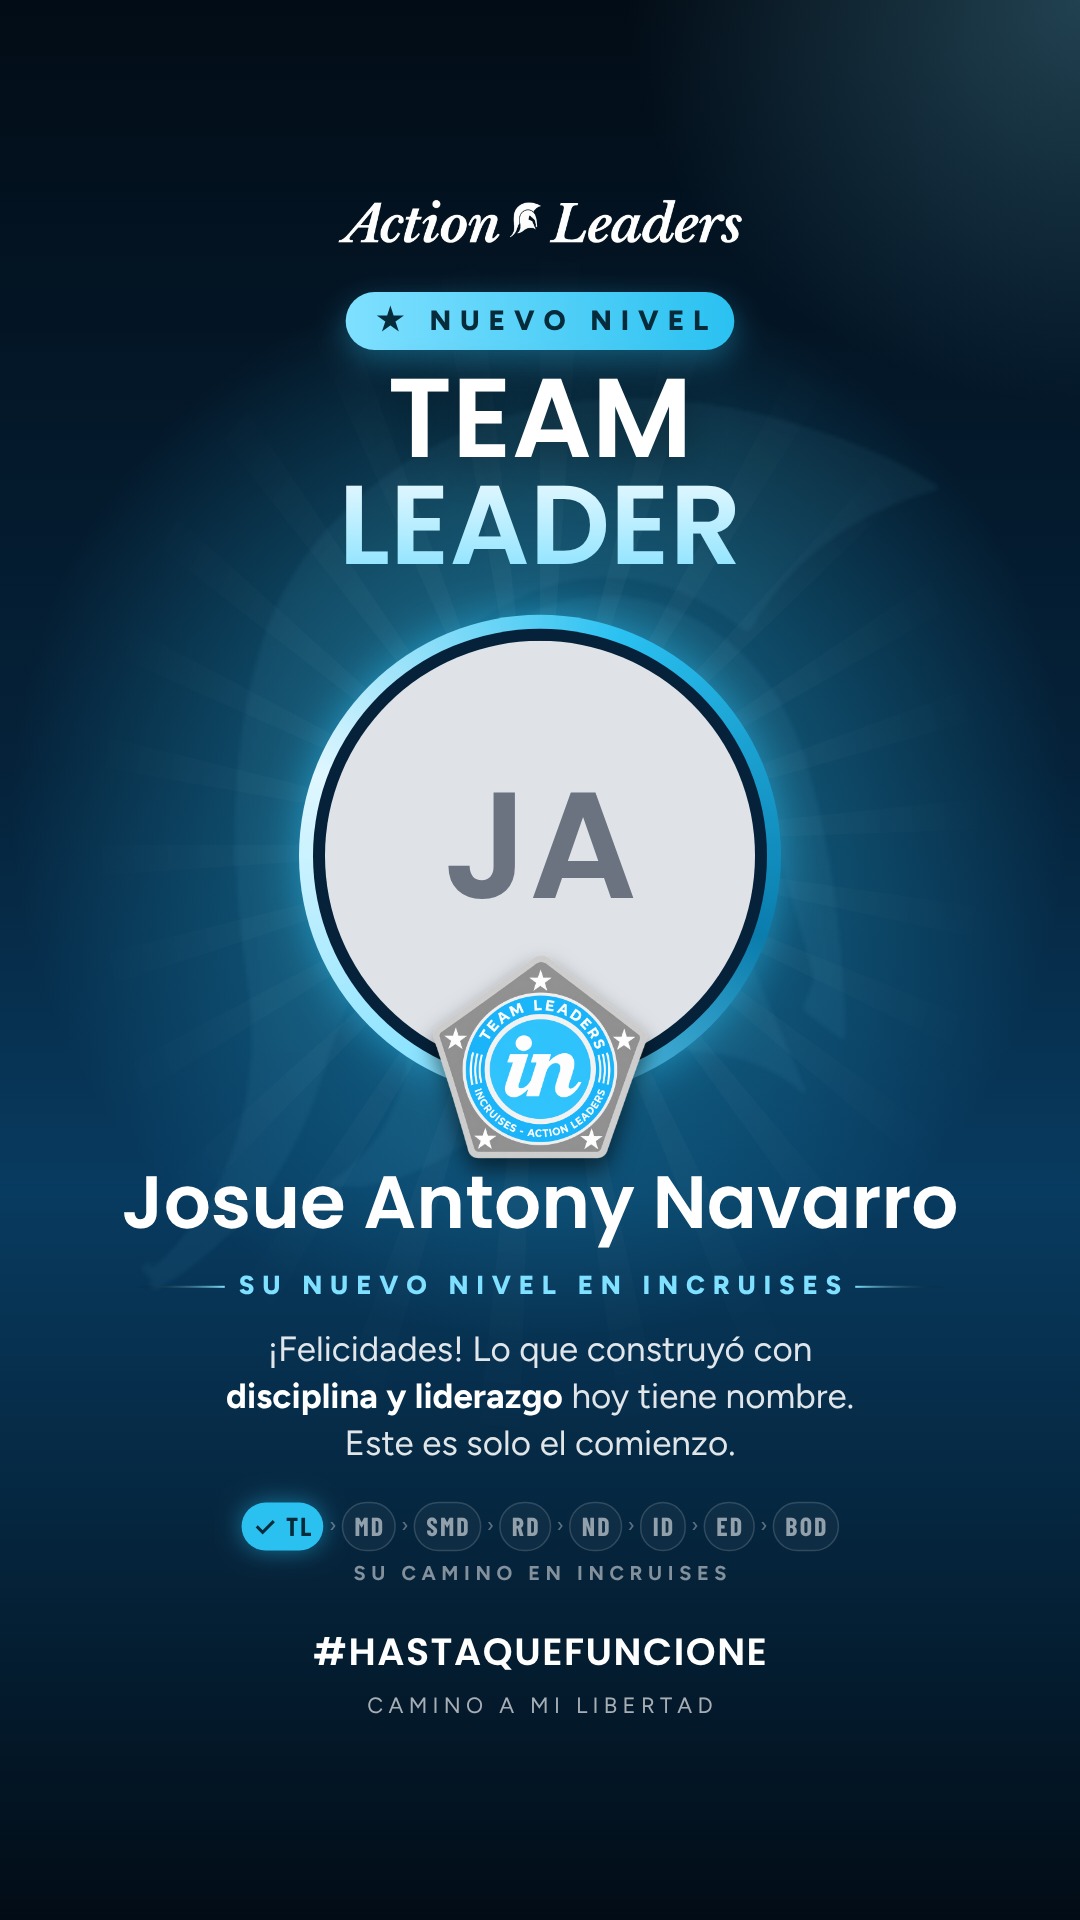 Action Leaders
★ NUEVO NIVEL
TEAM
LEADER
JA
TEAM LEADERS
in
INCRUISES - ACTION LEADERS
Josue Antony Navarro
SU NUEVO NIVEL EN INCRUISES
¡Felicidades! Lo que construyó con
disciplina y liderazgo hoy tiene nombre.
Este es solo el comienzo.
✓ TL › MD › SMD › RD › ND › ID › ED › BOD
SU CAMINO EN INCRUISES
#HASTAQUEFUNCIONE
CAMINO A MI LIBERTAD